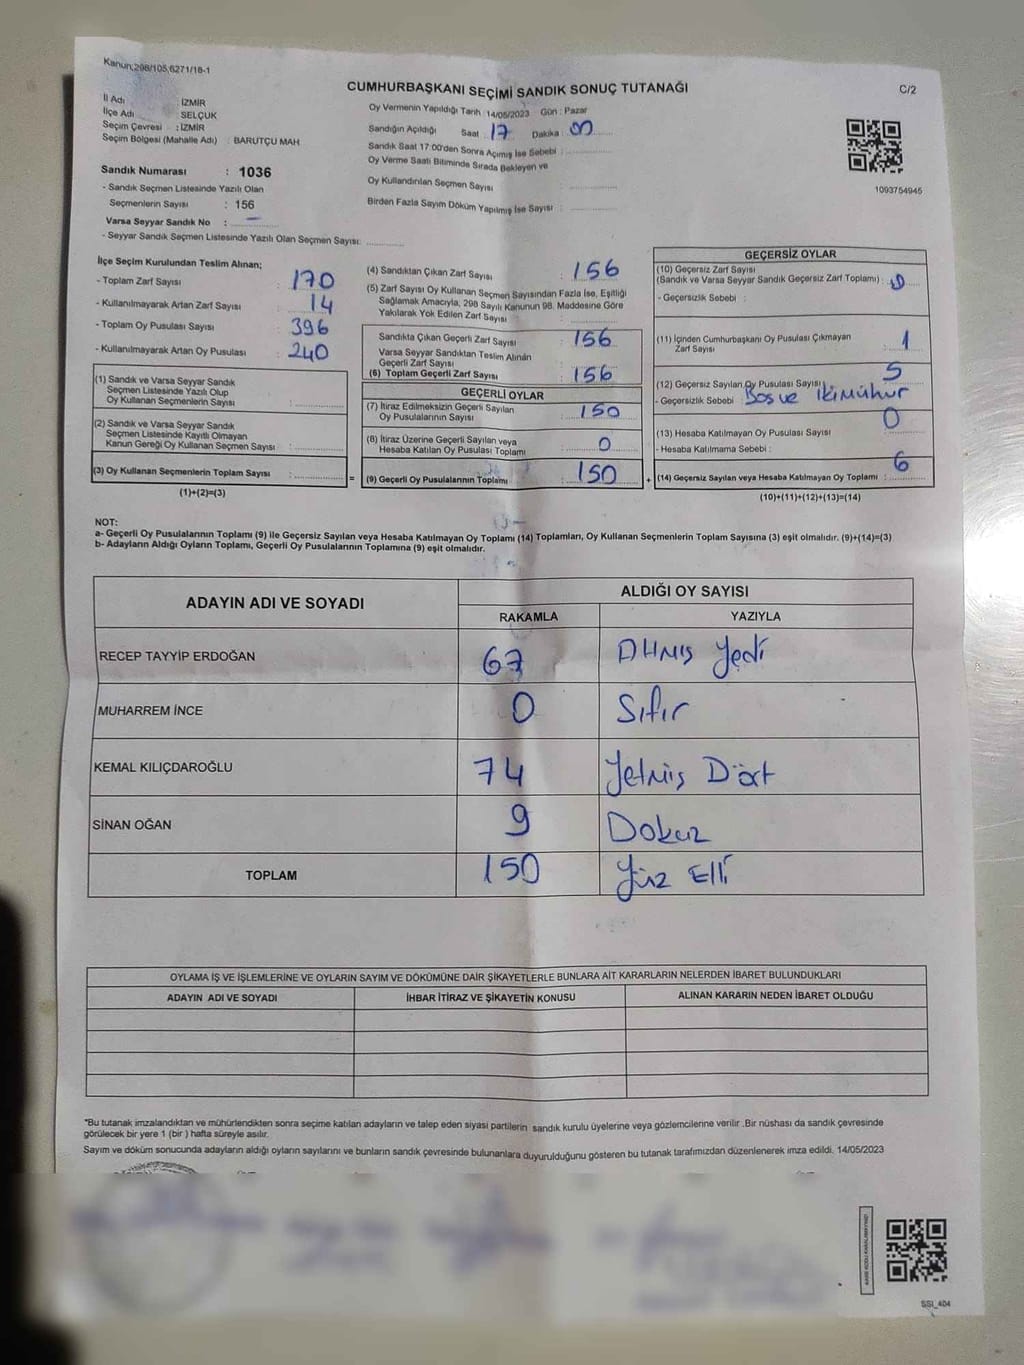 Kanun;298/105,6271/18-1
CUMHURBAŞKANI SEÇİMİ SANDIK SONUÇ TUTANAĞI
C/2
İl Adı İZMİR
İlçe Adı SELÇUK
Seçim Çevresi : İZMİR
Seçim Bölgesi (Mahalle Adı) : BARUTÇU MAH
Oy Vermenin Yapıldığı Tarih :14/05/2023 Gün : Pazar
Sandığın Açıldığı Saat : 17 Dakika :
Sandık Saat 17:00'den Sonra Açımış İse Sebebi :
Oy Verme Saati Bitiminde Sırada Bekleyen ve
Oy Kullandırılan Seçmen Sayısı :
Birden Fazla Sayım Döküm Yapılmış İse Sayısı :
1093754945
Sandık Numarası : 1036
- Sandık Seçmen Listesinde Yazılı Olan
Seçmenlerin Sayısı : 156
Varsa Seyyar Sandık No : -
- Seyyar Sandık Seçmen Listesinde Yazılı Olan Seçmen Sayısı:
İlçe Seçim Kurulundan Teslim Alınan;
- Toplam Zarf Sayısı : 170
- Kullanılmayarak Artan Zarf Sayısı : 14
- Toplam Oy Pusulası Sayısı : 396
- Kullanılmayarak Artan Oy Pusulası : 240
(1) Sandık ve Varsa Seyyar Sandık
Seçmen Listesinde Yazılı Olup
Oy Kullanan Seçmenlerin Sayısı :
(2) Sandık ve Varsa Seyyar Sandık
Seçmen Listesinde Kayıtlı Olmayan
Kanun Gereği Oy Kullanan Seçmen Sayısı :
(3) Oy Kullanan Seçmenlerin Toplam Sayısı :
(1)+(2)=(3)
(4) Sandıktan Çıkan Zarf Sayısı : 156
(5) Zarf Sayısı Oy Kullanan Seçmen Sayısından Fazla İse, Eşitliği
Sağlamak Amacıyla, 298 Sayılı Kanunun 98. Maddesine Göre
Yakılarak Yok Edilen Zarf Sayısı :
Sandıkta Çıkan Geçerli Zarf Sayısı : 156
Varsa Seyyar Sandıktan Teslim Alınan
Geçerli Zarf Sayısı :
(6) Toplam Geçerli Zarf Sayısı : 156
GEÇERLİ OYLAR
(7) İtiraz Edilmeksizin Geçerli Sayılan
Oy Pusulalarının Sayısı : 150
(8) İtiraz Üzerine Geçerli Sayılan veya
Hesaba Katılan Oy Pusulası Toplamı : 0
= (9) Geçerli Oy Pusulalarının Toplamı : 150
GEÇERSİZ OYLAR
(10) Geçersiz Zarf Sayısı
(Sandık ve Varsa Seyyar Sandık Geçersiz Zarf Toplamı) :
- Geçersizlik Sebebi :
(11) İçinden Cumhurbaşkanı Oy Pusulası Çıkmayan
Zarf Sayısı : 1
(12) Geçersiz Sayılan Oy Pusulası Sayısı : 5
- Geçersizlik Sebebi : Bos ve İkimühür
(13) Hesaba Katılmayan Oy Pusulası Sayısı : 0
- Hesaba Katılmama Sebebi :
+ (14) Geçersiz Sayılan veya Hesaba Katılmayan Oy Toplamı : 6
(10)+(11)+(12)+(13)=(14)
NOT:
a- Geçerli Oy Pusulalarının Toplamı (9) ile Geçersiz Sayılan veya Hesaba Katılmayan Oy Toplamı (14) Toplamları, Oy Kullanan Seçmenlerin Toplam Sayısına (3) eşit olmalıdır. (9)+(14)=(3)
b- Adayların Aldığı Oyların Toplamı, Geçerli Oy Pusulalarının Toplamına (9) eşit olmalıdır.
ADAYIN ADI VE SOYADI ALDIĞI OY SAYISI
RAKAMLA YAZIYLA
RECEP TAYYİP ERDOĞAN 67 Altmış Yedi
MUHARREM İNCE 0 Sıfır
KEMAL KILIÇDAROĞLU 74 Yetmiş Dört
SİNAN OĞAN 9 Dokuz
TOPLAM 150 Yüz Elli
OYLAMA İŞ VE İŞLEMLERİNE VE OYLARIN SAYIM VE DÖKÜMÜNE DAİR ŞİKAYETLERLE BUNLARA AİT KARARLARIN NELERDEN İBARET BULUNDUKLARI
ADAYIN ADI VE SOYADI İHBAR İTİRAZ VE ŞİKAYETİN KONUSU ALINAN KARARIN NEDEN İBARET OLDUĞU
*Bu tutanak imzalandıktan ve mühürlendikten sonra seçime katılan adayların ve talep eden siyasi partilerin sandık kurulu üyelerine veya gözlemcilerine verilir .Bir nüshası da sandık çevresinde
görülecek bir yere 1 (bir ) hafta süreyle asılır.
Sayım ve döküm sonucunda adayların aldığı oyların sayılarını ve bunların sandık çevresinde bulunanlara duyurulduğunu gösteren bu tutanak tarafımızdan düzenlenerek imza edildi. 14/05/2023
SSI_404